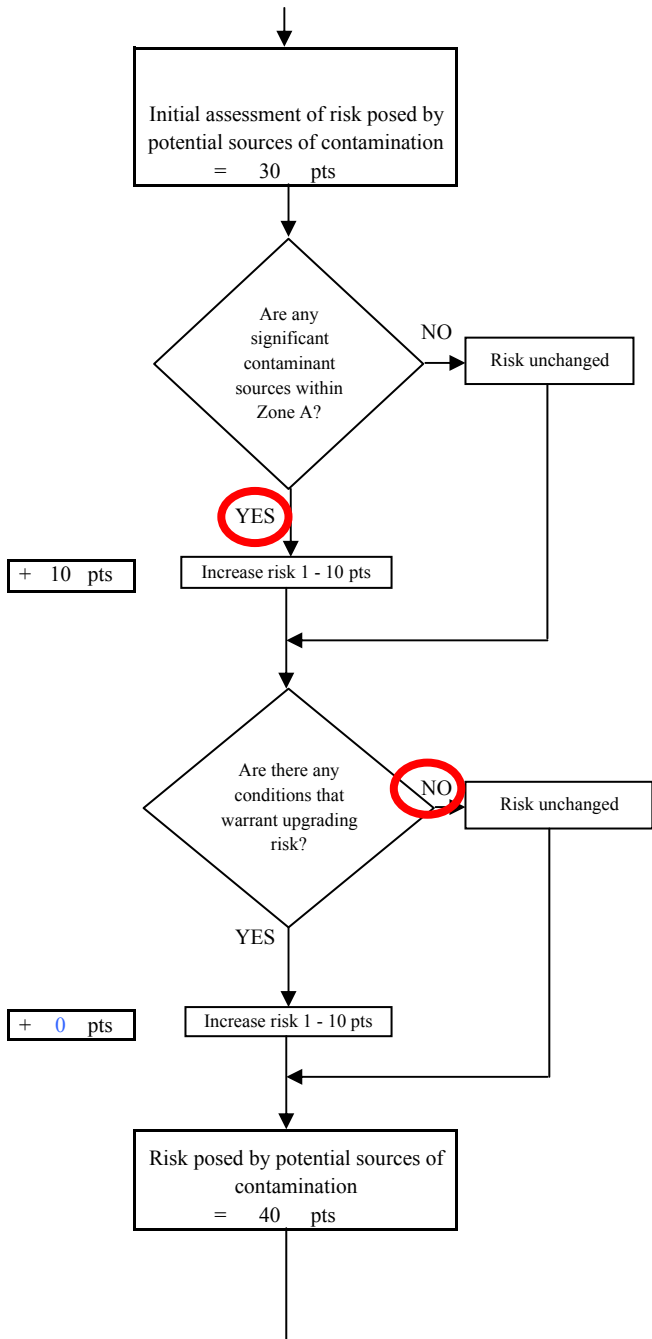 Initial assessment of risk posed by
potential sources of contamination
= 30 pts
Are any
significant
contaminant
sources within
Zone A?
NO
Risk unchanged
YES
+ 10 pts
Increase risk 1 - 10 pts
Are there any
conditions that
warrant upgrading
risk?
NO
Risk unchanged
YES
+ 0 pts
Increase risk 1 - 10 pts
Risk posed by potential sources of
contamination
= 40 pts